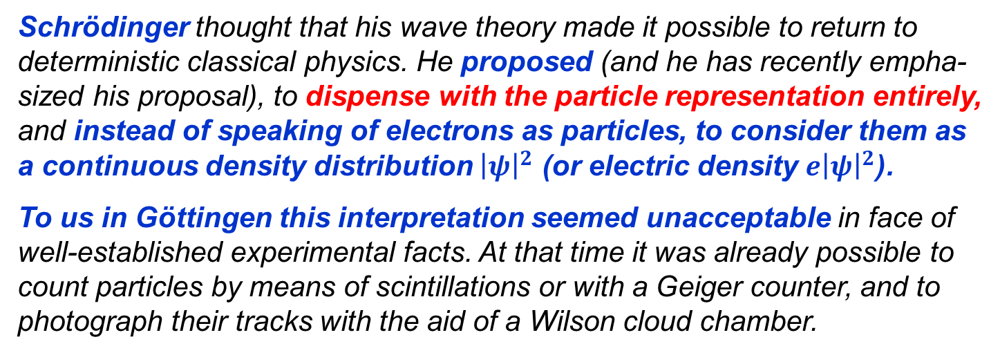 Schrödinger thought that his wave theory made it possible to return to
deterministic classical physics. He proposed (and he has recently empha-
sized his proposal), to dispense with the particle representation entirely,
and instead of speaking of electrons as particles, to consider them as
a continuous density distribution |ψ|² (or electric density e|ψ|²).
To us in Göttingen this interpretation seemed unacceptable in face of
well-established experimental facts. At that time it was already possible to
count particles by means of scintillations or with a Geiger counter, and to
photograph their tracks with the aid of a Wilson cloud chamber.